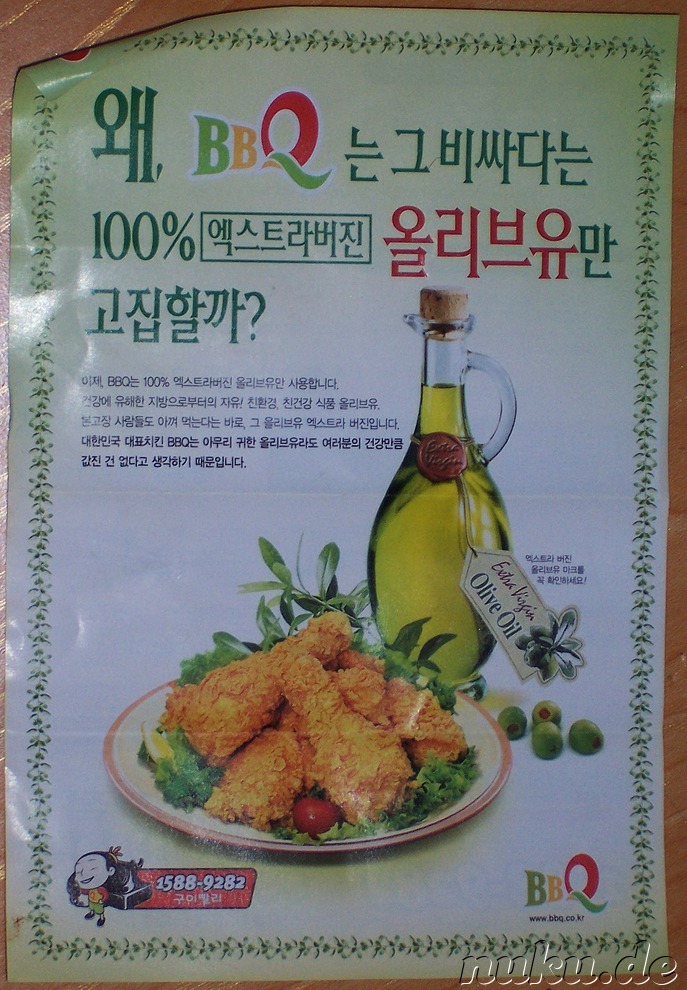 왜, BBQ는 그 비싸다는
100% 엑스트라버진 올리브유만
고집할까?
이제, BBQ는 100% 엑스트라버진 올리브유만 사용합니다.
건강에 유해한 지방으로부터의 자유! 친환경, 친건강 식품 올리브유.
본고장 사람들도 아껴 먹는다는 바로, 그 올리브유 엑스트라 버진입니다.
대한민국 대표치킨 BBQ는 아무리 귀한 올리브유라도 여러분의 건강만큼
값진 건 없다고 생각하기 때문입니다.
Extra
Virgin
엑스트라 버진
올리브유 마크를
꼭 확인하세요!
Extra Virgin
Olive Oil
1588-9282
구이빨리
BBQ
www.bbq.co.kr
nuku.de